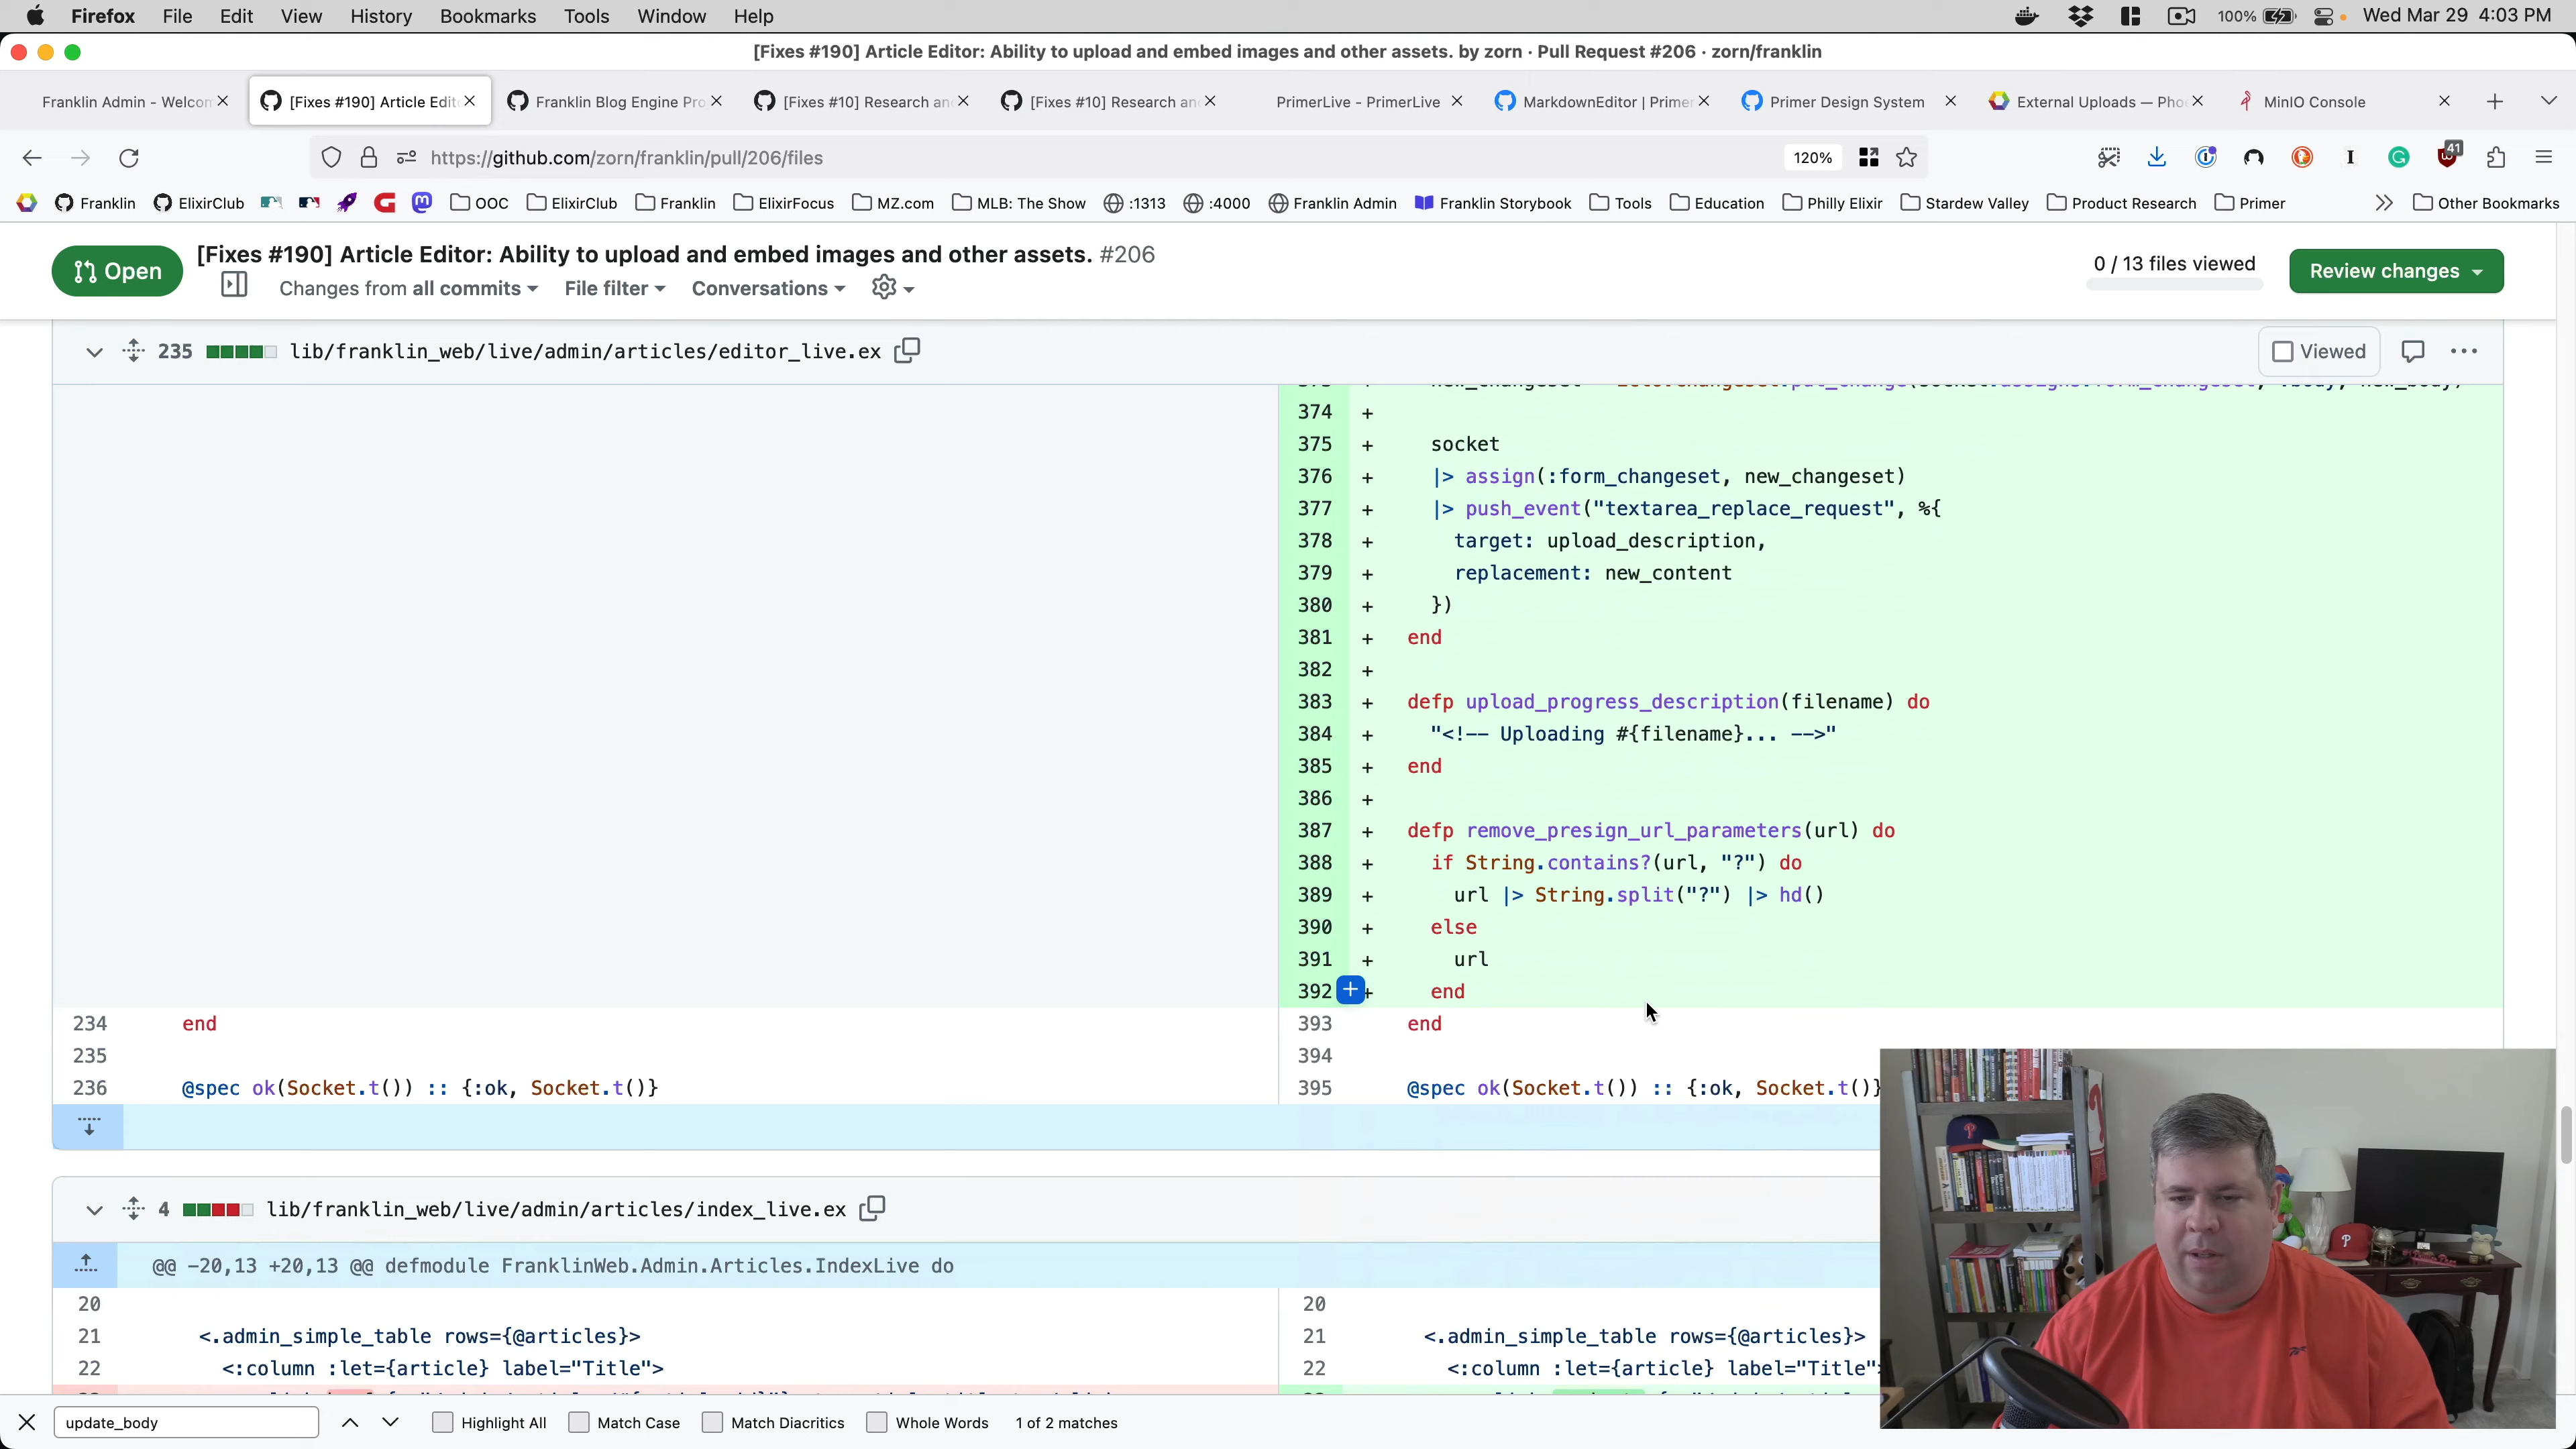 Firefox File Edit View History Bookmarks Tools Window Help 100% Wed Mar 29 4:03 PM
[Fixes #190] Article Editor: Ability to upload and embed images and other assets. by zorn · Pull Request #206 · zorn/franklin
Franklin Admin - Welcom [Fixes #190] Article Edit Franklin Blog Engine Pro [Fixes #10] Research an [Fixes #10] Research an PrimerLive - PrimerLive MarkdownEditor | Primer Primer Design System External Uploads — Pho MinIO Console
https://github.com/zorn/franklin/pull/206/files 120% 41
Franklin ElixirClub OOC ElixirClub Franklin ElixirFocus MZ.com MLB: The Show :1313 :4000 Franklin Admin Franklin Storybook Tools Education Philly Elixir Stardew Valley Product Research Primer Other Bookmarks
Open
[Fixes #190] Article Editor: Ability to upload and embed images and other assets. #206
Changes from all commits File filter Conversations
0 / 13 files viewed
Review changes
235 lib/franklin_web/live/admin/articles/editor_live.ex Viewed
374 +
375 + socket
376 + |> assign(:form_changeset, new_changeset)
377 + |> push_event("textarea_replace_request", %{
378 + target: upload_description,
379 + replacement: new_content
380 + })
381 + end
382 +
383 + defp upload_progress_description(filename) do
384 + "<!-- Uploading #{filename}... -->"
385 + end
386 +
387 + defp remove_presign_url_parameters(url) do
388 + if String.contains?(url, "?") do
389 + url |> String.split("?") |> hd()
390 + else
391 + url
392 + end
234 end 393 end
235 394
236 @spec ok(Socket.t()) :: {:ok, Socket.t()} 395 @spec ok(Socket.t()) :: {:ok, Socket.t()}
4 lib/franklin_web/live/admin/articles/index_live.ex
@@ -20,13 +20,13 @@ defmodule FranklinWeb.Admin.Articles.IndexLive do
20 20
21 <.admin_simple_table rows={@articles}> 21 <.admin_simple_table rows={@articles}>
22 <:column :let={article} label="Title"> 22 <:column :let={article} label="Title"
update_body Highlight All Match Case Match Diacritics Whole Words 1 of 2 matches